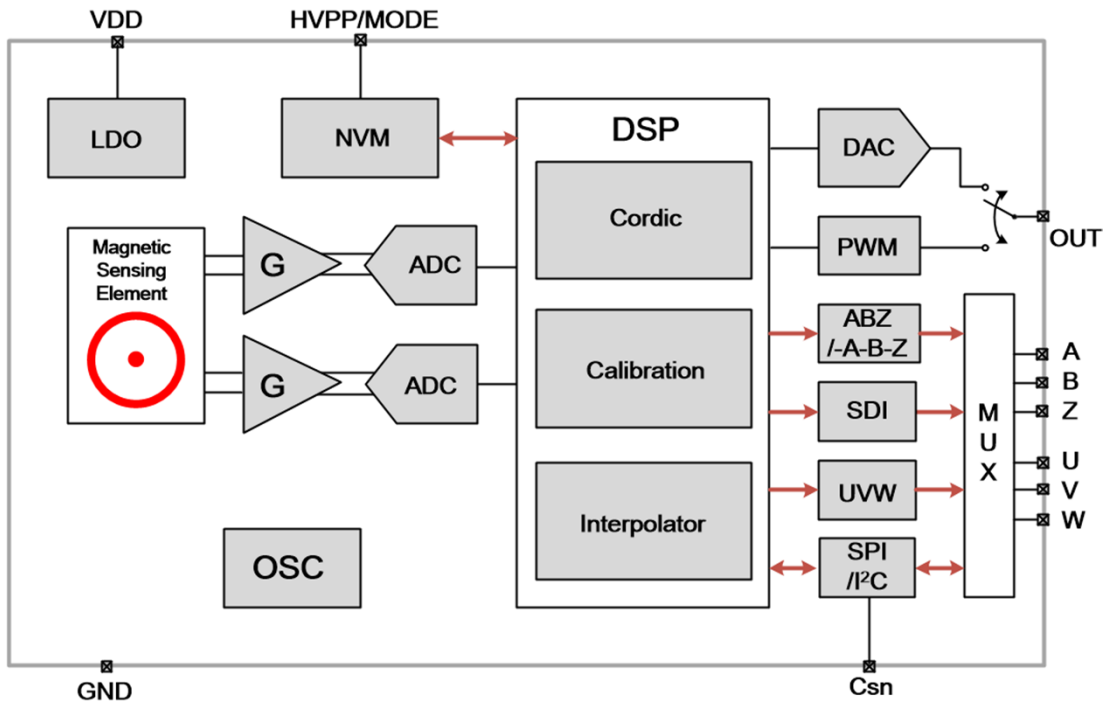 VDD
HVPP/MODE
LDO
NVM
DSP
DAC
Cordic
PWM
OUT
Magnetic
Sensing
Element
G
ADC
G
ADC
Calibration
Interpolator
OSC
ABZ
/-A-B-Z
SDI
UVW
SPI
/I²C
M
U
X
A
B
Z
U
V
W
GND
Csn